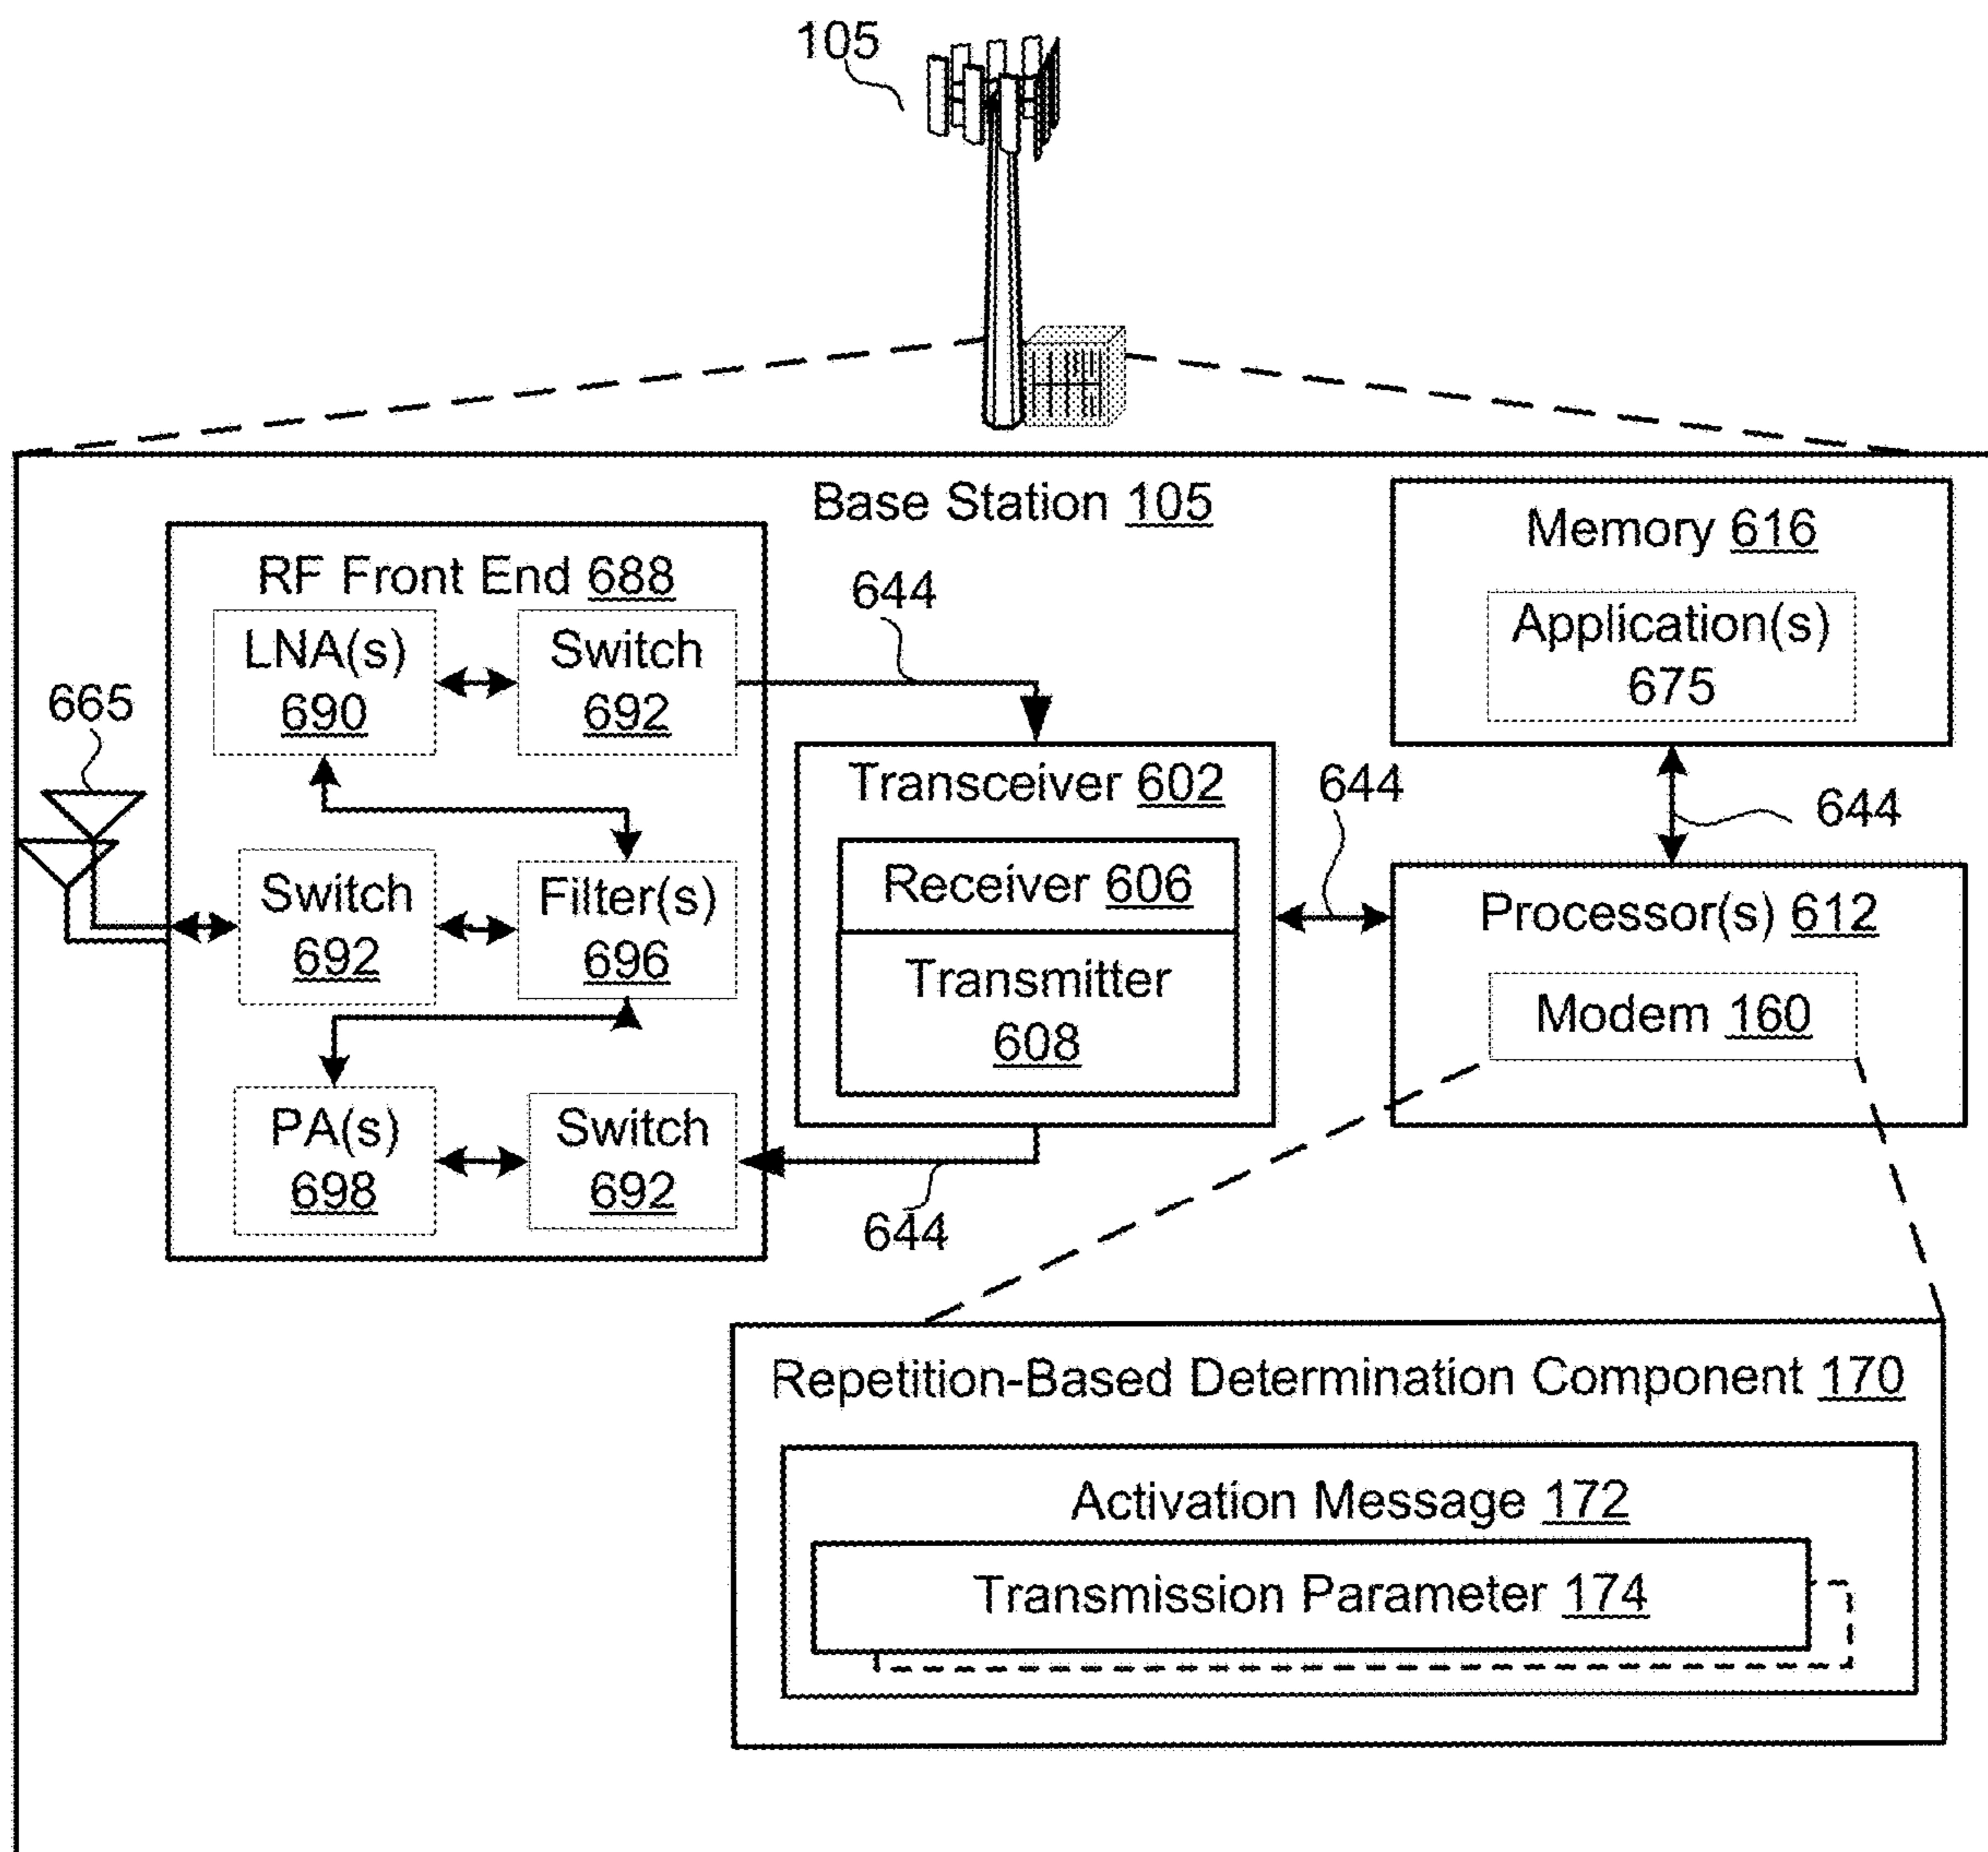 105
Base Station 105
RF Front End 688
LNA(s)
690
Switch
692
644
Memory 616
Application(s)
675
665
Transceiver 602
Receiver 606
Transmitter
608
644
644
Switch
692
Filter(s)
696
Processor(s) 612
Modem 160
PA(s)
698
Switch
692
644
Repetition-Based Determination Component 170
Activation Message 172
Transmission Parameter 174